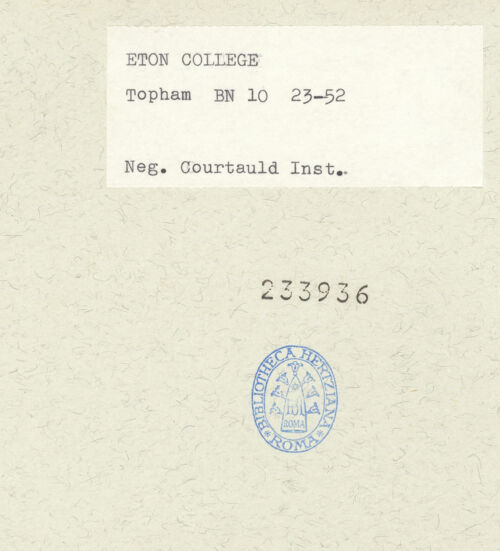 ETON COLLEGE
Topham BN 10 23-52
Neg. Courtauld Inst.
233936
BIBLIOTHECA HERTZIANA
ROMA
*ROMA*